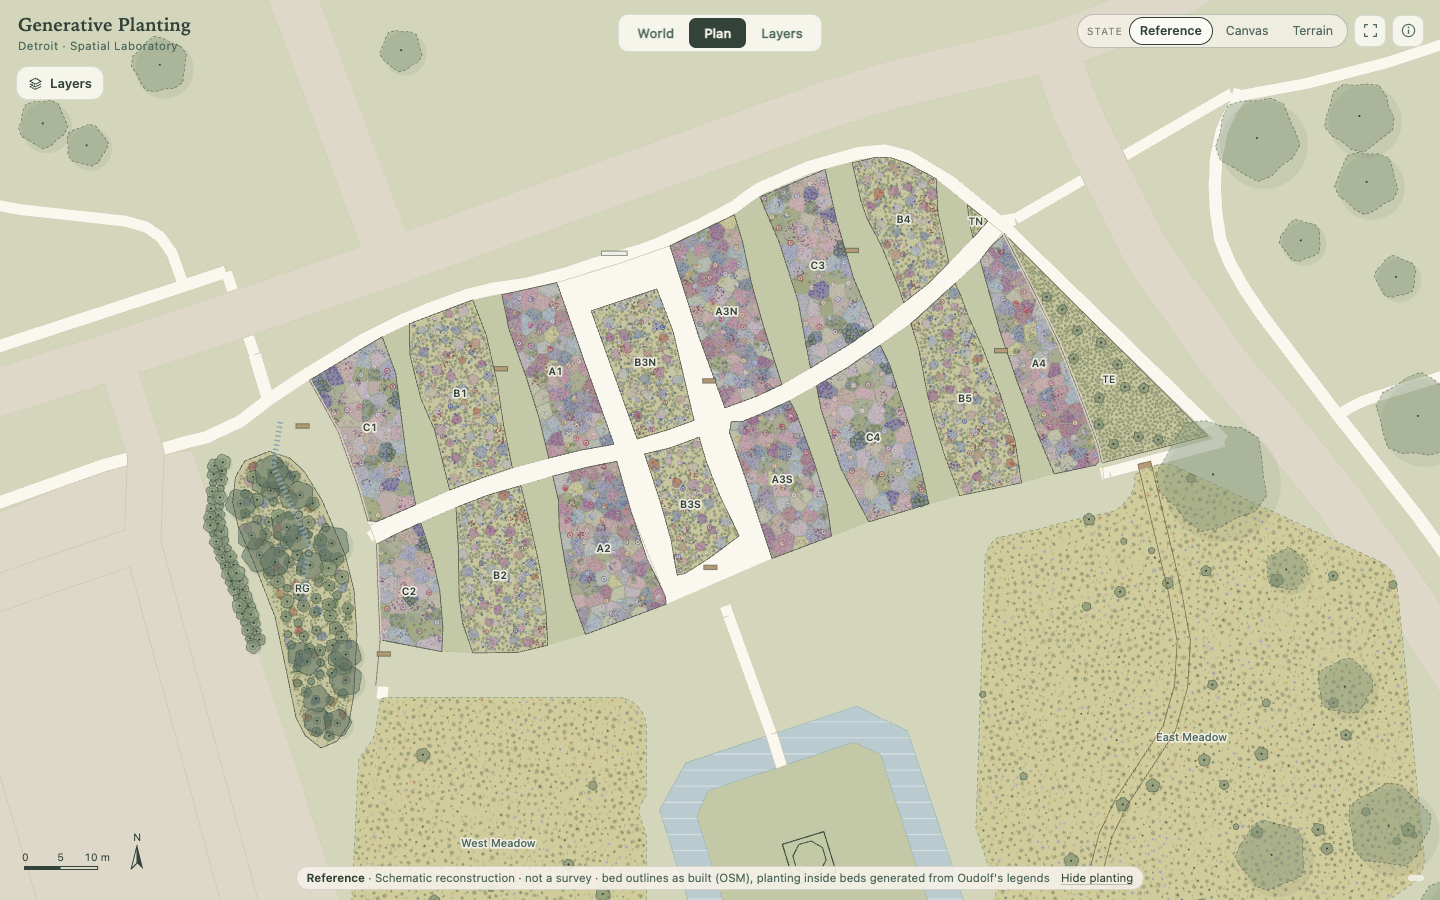 Generative Planting
Detroit · Spatial Laboratory
Layers
World Plan Layers
STATE Reference Canvas Terrain
B4
TN
C3
A3N
B3N
A4
TE
A1
B1
B5
C1
C4
A3S
B3S
A2
B2
RG
C2
East Meadow
West Meadow
N
0 5 10 m
Reference · Schematic reconstruction · not a survey · bed outlines as built (OSM), planting inside beds generated from Oudolf's legends Hide planting